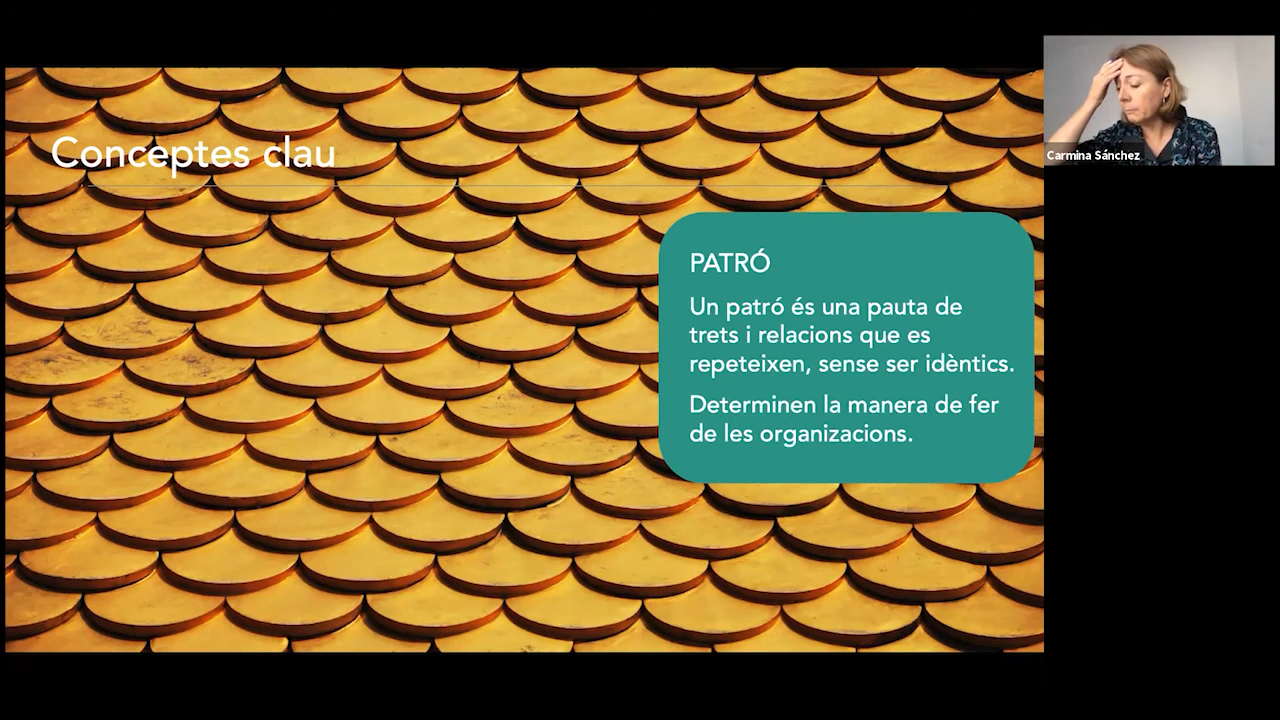 Conceptes clau
PATRÓ
Un patró és una pauta de
trets i relacions que es
repeteixen, sense ser idèntics.
Determinen la manera de fer
de les organizacions.
Carmina Sánchez